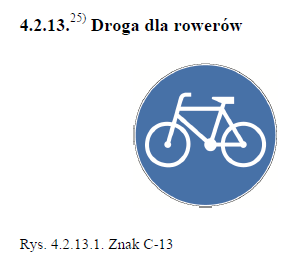 4.2.13.25) Droga dla rowerów
Rys. 4.2.13.1. Znak C-13